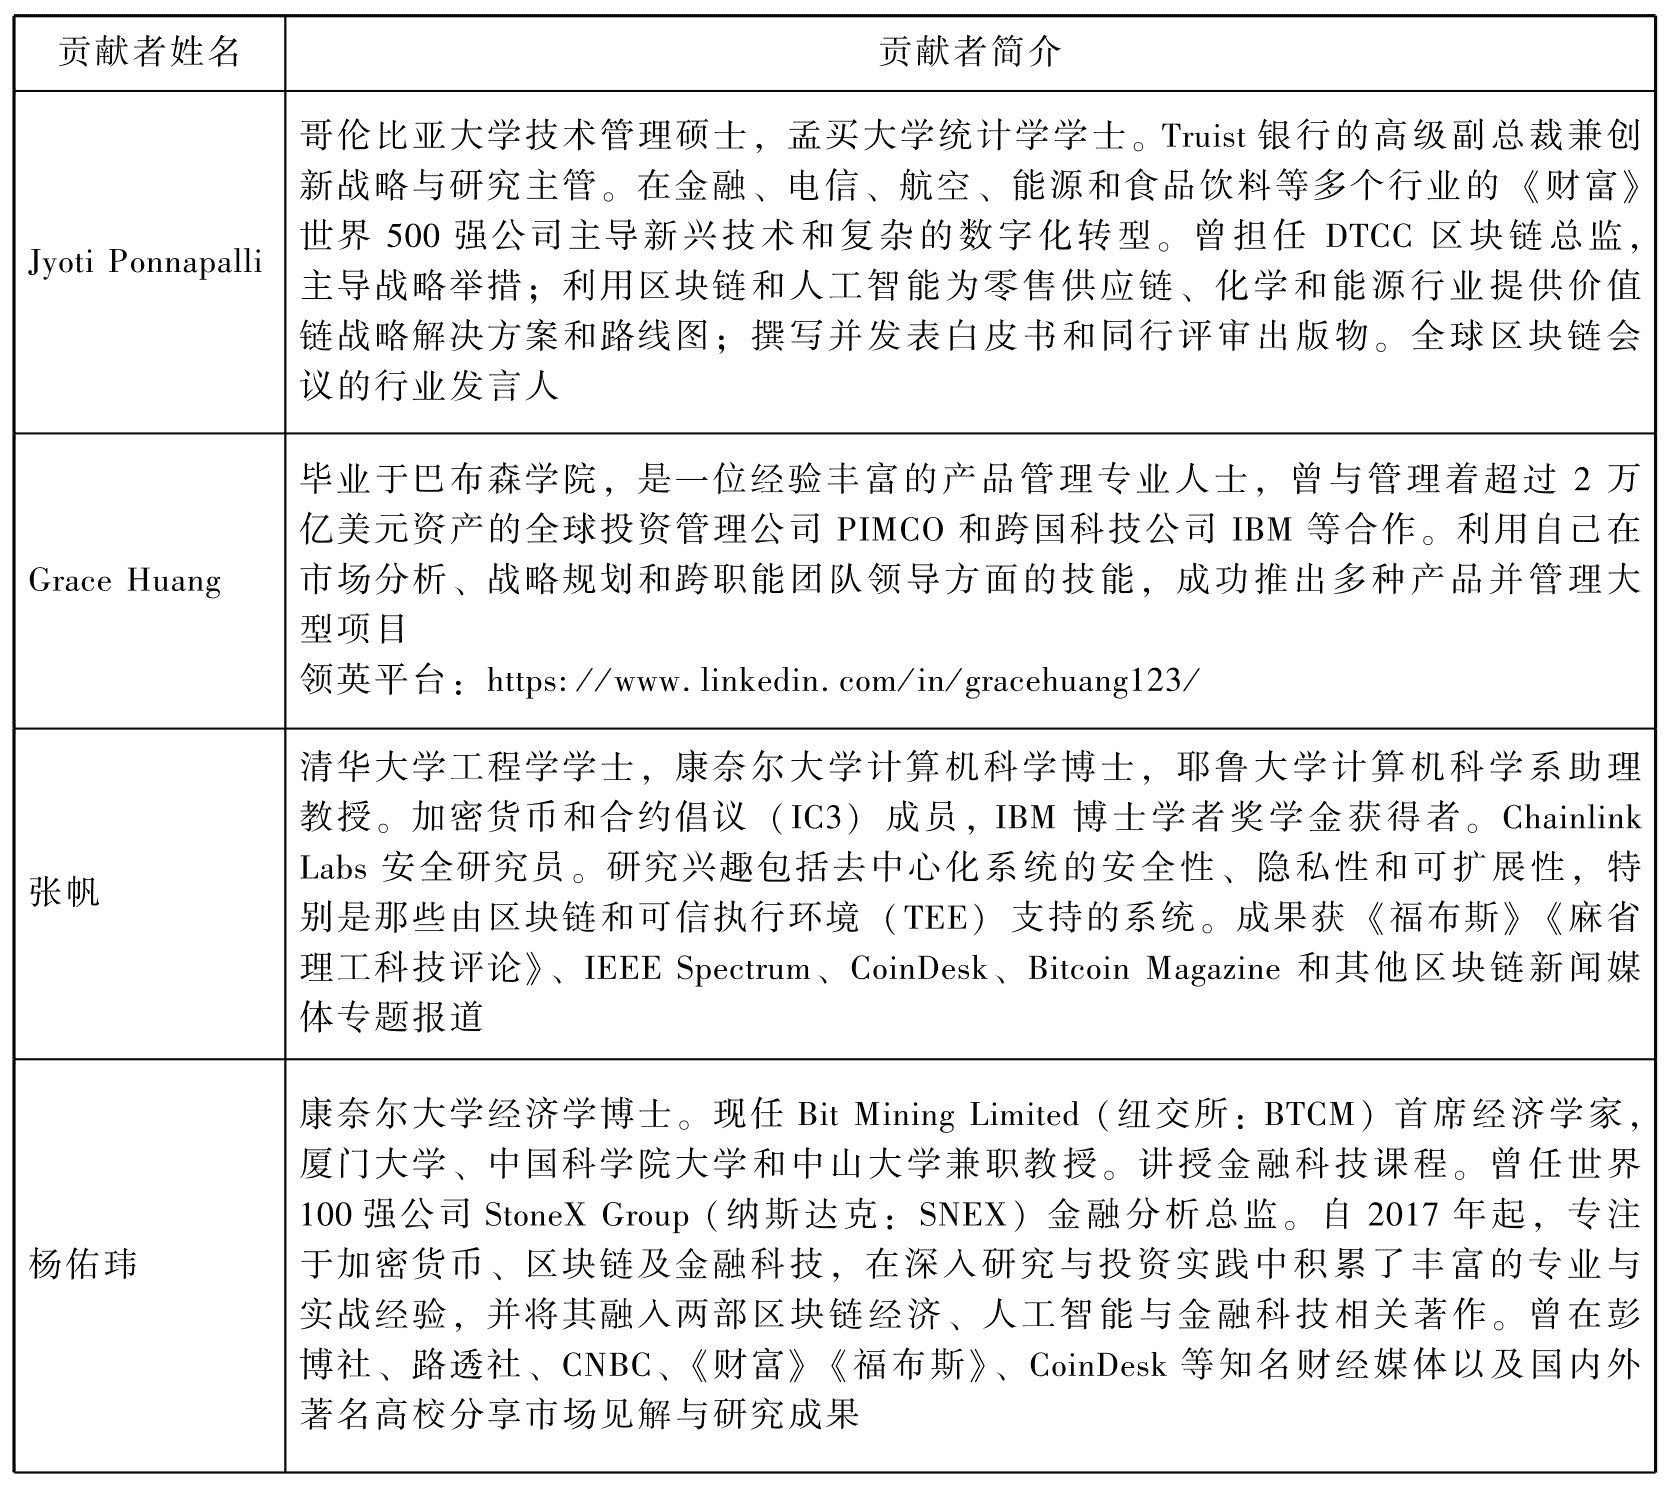 贡献者姓名
贡献者简介
Jyoti Ponnapalli
哥伦比亚大学技术管理硕士，孟买大学统计学学士。Truist 银行的高级副总裁兼创
新战略与研究主管。在金融、电信、航空、能源和食品饮料等多个行业的《财富》
世界 500 强公司主导新兴技术和复杂的数字化转型。曾担任 DTCC 区块链总监，
主导战略举措；利用区块链和人工智能为零售供应链、化学和能源行业提供价值
链战略解决方案和路线图；撰写并发表白皮书和同行评审出版物。全球区块链会
议的行业发言人
Grace Huang
毕业于巴布森学院，是一位经验丰富的产品管理专业人士，曾与管理着超过 2 万
亿美元资产的全球投资管理公司 PIMCO 和跨国科技公司 IBM 等合作。利用自己在
市场分析、战略规划和跨职能团队领导方面的技能，成功推出多种产品并管理大
型项目
领英平台：https://www.linkedin.com/in/gracehuang123/
张帆
清华大学工程学学士，康奈尔大学计算机科学博士，耶鲁大学计算机科学系助理
教授。加密货币和合约倡议（IC3）成员，IBM 博士学者奖学金获得者。Chainlink
Labs 安全研究员。研究兴趣包括去中心化系统的安全性、隐私性和可扩展性，特
别是那些由区块链和可信执行环境（TEE）支持的系统。成果获《福布斯》《麻省
理工科技评论》、IEEE Spectrum、CoinDesk、Bitcoin Magazine 和其他区块链新闻媒
体专题报道
杨佑玮
康奈尔大学经济学博士。现任 Bit Mining Limited（纽交所：BTCM）首席经济学家，
厦门大学、中国科学院大学和中山大学兼职教授。讲授金融科技课程。曾任世界
100 强公司 StoneX Group（纳斯达克：SNEX）金融分析总监。自 2017 年起，专注
于加密货币、区块链及金融科技，在深入研究与投资实践中积累了丰富的专业与
实战经验，并将其融入两部区块链经济、人工智能与金融科技相关著作。曾在彭
博社、路透社、CNBC、《财富》《福布斯》、CoinDesk 等知名财经媒体以及国内外
著名高校分享市场见解与研究成果